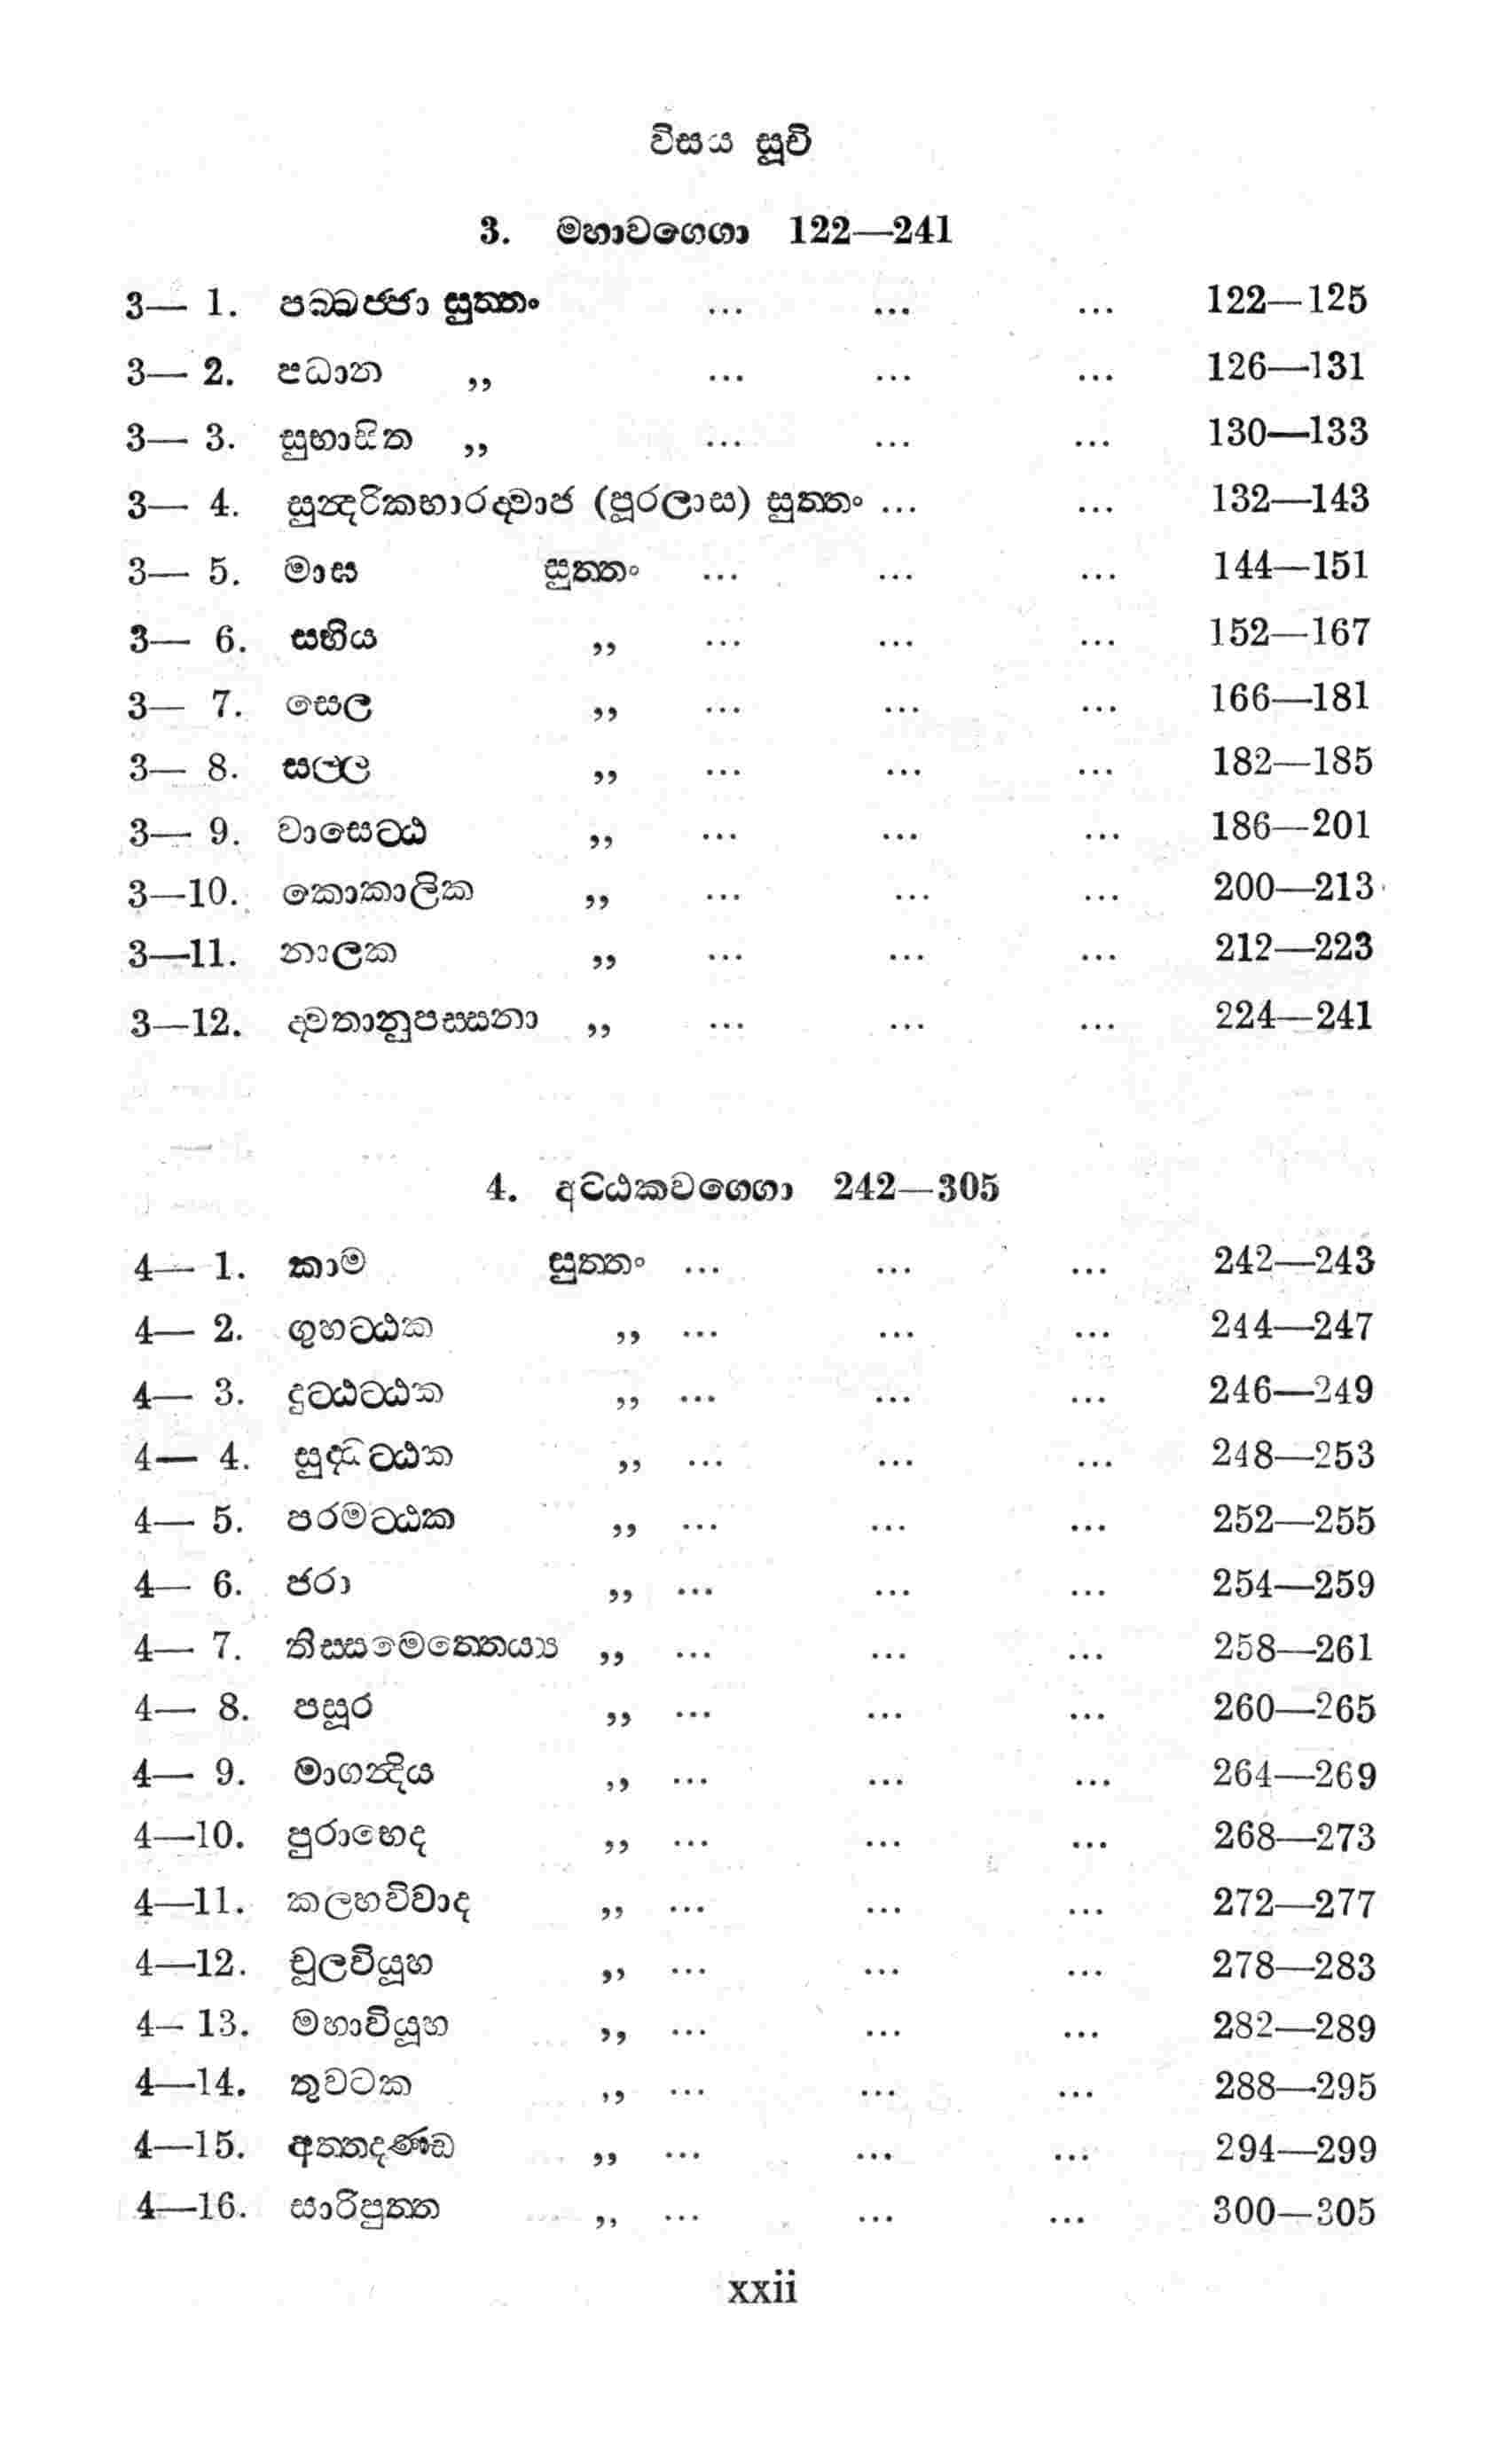 විසය සූචි
3. මහාවග්ගො 122—241
3— 1. පබ්බජ්ජා සුත්තං ... ... ... 122—125
3— 2. පධාන ,, ... ... ... 126—131
3— 3. සුභාසිත ,, ... ... ... 130—133
3— 4. සුන්දරිකභාරද්වාජ (පූරලාස) සුත්තං ... ... 132—143
3— 5. මාඝ සුත්තං ... ... ... 144—151
3— 6. සභිය ,, ... ... ... 152—167
3— 7. සෙල ,, ... ... ... 166—181
3— 8. සල්ල ,, ... ... ... 182—185
3— 9. වාසෙට්ඨ ,, ... ... ... 186—201
3—10. කොකාලික ,, ... ... ... 200—213
3—11. නාලක ,, ... ... ... 212—223
3—12. ද්වතානුපස්සනා ,, ... ... ... 224—241
4. අට්ඨකවග්ගො 242—305
4— 1. කාම සුත්තං ... ... ... 242—243
4— 2. ගුහට්ඨක ,, ... ... ... 244—247
4— 3. දුට්ඨට්ඨක ,, ... ... ... 246—249
4— 4. සුද්ධිට්ඨක ,, ... ... ... 248—253
4— 5. පරමට්ඨක ,, ... ... ... 252—255
4— 6. ජරා ,, ... ... ... 254—259
4— 7. තිස්සමෙත්තෙය්‍ය ,, ... ... ... 258—261
4— 8. පසූර ,, ... ... ... 260—265
4— 9. මාගන්දිය ,, ... ... ... 264—269
4—10. පුරාභෙද ,, ... ... ... 268—273
4—11. කලහවිවාද ,, ... ... ... 272—277
4—12. චූලවියූහ ,, ... ... ... 278—283
4— 13. මහාවියූහ ,, ... ... ... 282—289
4—14. තුවටක ,, ... ... ... 288—295
4—15. අත්තදණ්ඩ ,, ... ... ... 294—299
4—16. සාරිපුත්ත ,, ... ... ... 300—305
xxii